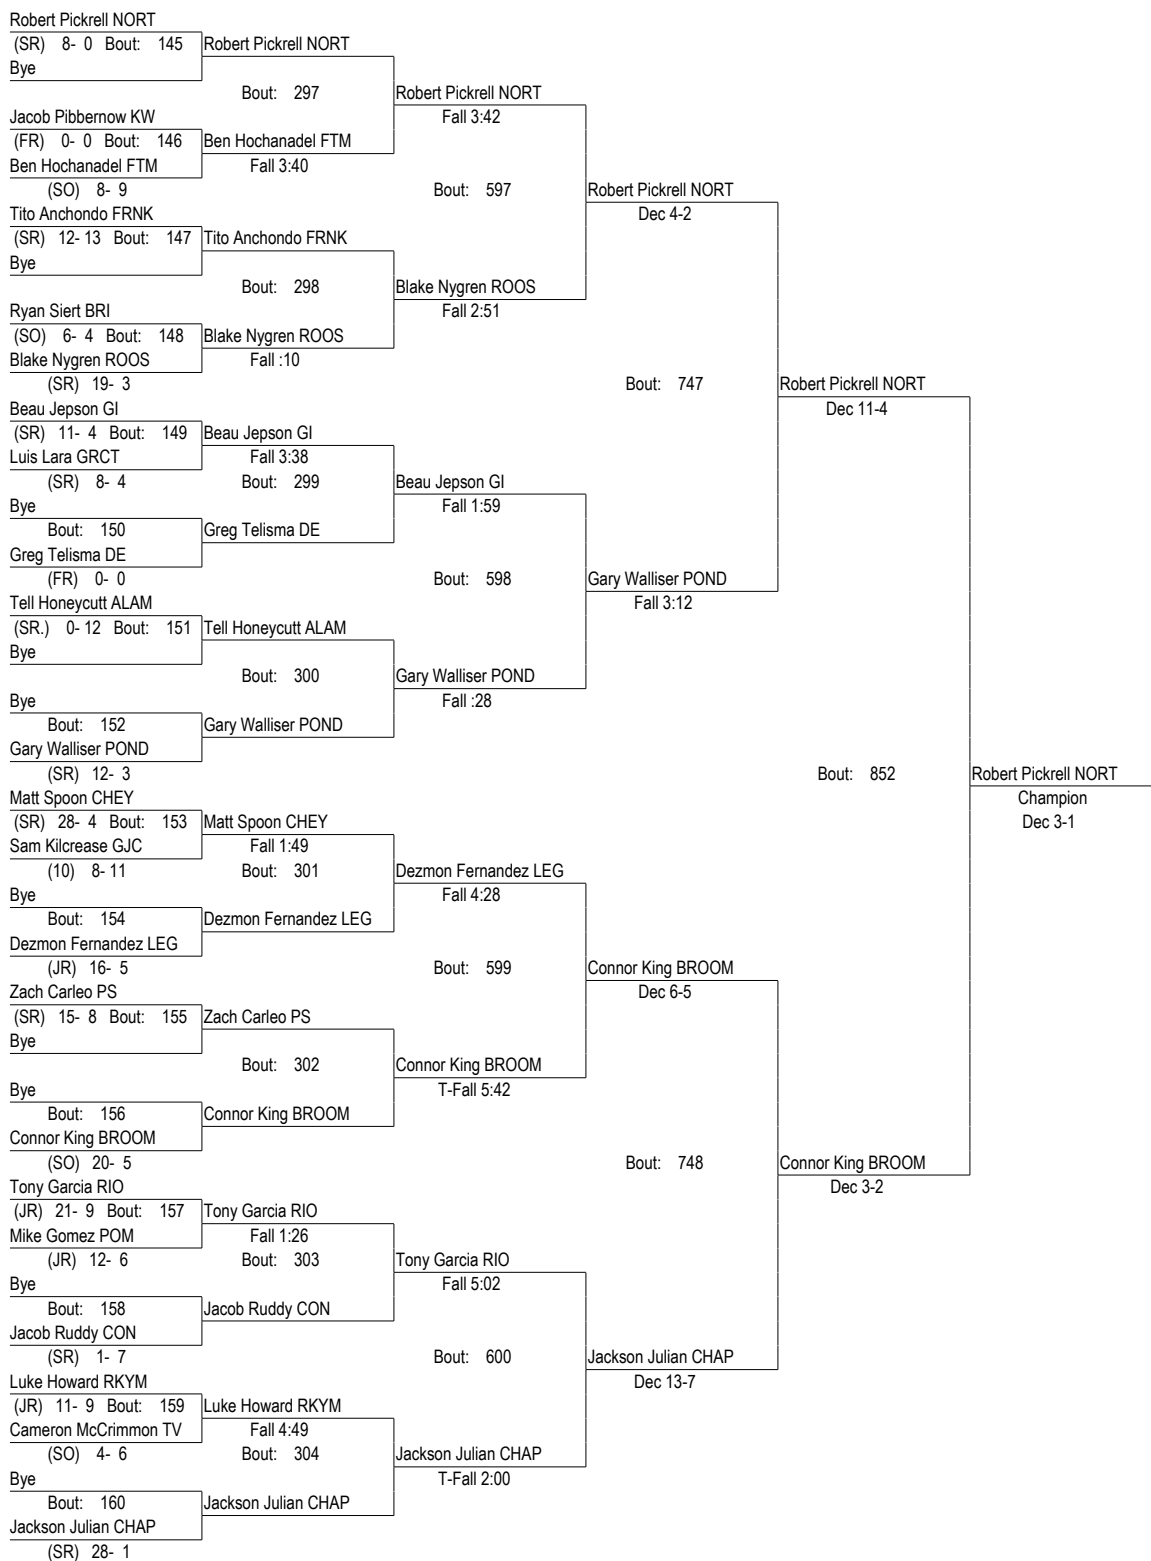 Robert Pickrell NORT
(SR) 8- 0 Bout: 145 Robert Pickrell NORT
Bye
Bout: 297 Robert Pickrell NORT
Jacob Pibbernow KW Fall 3:42
(FR) 0- 0 Bout: 146 Ben Hochanadel FTM
Ben Hochanadel FTM Fall 3:40
(SO) 8- 9 Bout: 597 Robert Pickrell NORT
Tito Anchondo FRNK Dec 4-2
(SR) 12- 13 Bout: 147 Tito Anchondo FRNK
Bye
Bout: 298 Blake Nygren ROOS
Ryan Siert BRI Fall 2:51
(SO) 6- 4 Bout: 148 Blake Nygren ROOS
Blake Nygren ROOS Fall :10
(SR) 19- 3 Bout: 747 Robert Pickrell NORT
Beau Jepson GI Dec 11-4
(SR) 11- 4 Bout: 149 Beau Jepson GI
Luis Lara GRCT Fall 3:38
(SR) 8- 4 Bout: 299 Beau Jepson GI
Bye Fall 1:59
Bout: 150 Greg Telisma DE
Greg Telisma DE
(FR) 0- 0 Bout: 598 Gary Walliser POND
Tell Honeycutt ALAM Fall 3:12
(SR.) 0- 12 Bout: 151 Tell Honeycutt ALAM
Bye
Bout: 300 Gary Walliser POND
Bye Fall :28
Bout: 152 Gary Walliser POND
Gary Walliser POND
(SR) 12- 3 Bout: 852 Robert Pickrell NORT
Matt Spoon CHEY Champion
(SR) 28- 4 Bout: 153 Matt Spoon CHEY Dec 3-1
Sam Kilcrease GJC Fall 1:49
(10) 8- 11 Bout: 301 Dezmon Fernandez LEG
Bye Fall 4:28
Bout: 154 Dezmon Fernandez LEG
Dezmon Fernandez LEG
(JR) 16- 5 Bout: 599 Connor King BROOM
Zach Carleo PS Dec 6-5
(SR) 15- 8 Bout: 155 Zach Carleo PS
Bye
Bout: 302 Connor King BROOM
Bye T-Fall 5:42
Bout: 156 Connor King BROOM
Connor King BROOM
(SO) 20- 5 Bout: 748 Connor King BROOM
Tony Garcia RIO Dec 3-2
(JR) 21- 9 Bout: 157 Tony Garcia RIO
Mike Gomez POM Fall 1:26
(JR) 12- 6 Bout: 303 Tony Garcia RIO
Bye Fall 5:02
Bout: 158 Jacob Ruddy CON
Jacob Ruddy CON
(SR) 1- 7 Bout: 600 Jackson Julian CHAP
Luke Howard RKYM Dec 13-7
(JR) 11- 9 Bout: 159 Luke Howard RKYM
Cameron McCrimmon TV Fall 4:49
(SO) 4- 6 Bout: 304 Jackson Julian CHAP
Bye T-Fall 2:00
Bout: 160 Jackson Julian CHAP
Jackson Julian CHAP
(SR) 28- 1